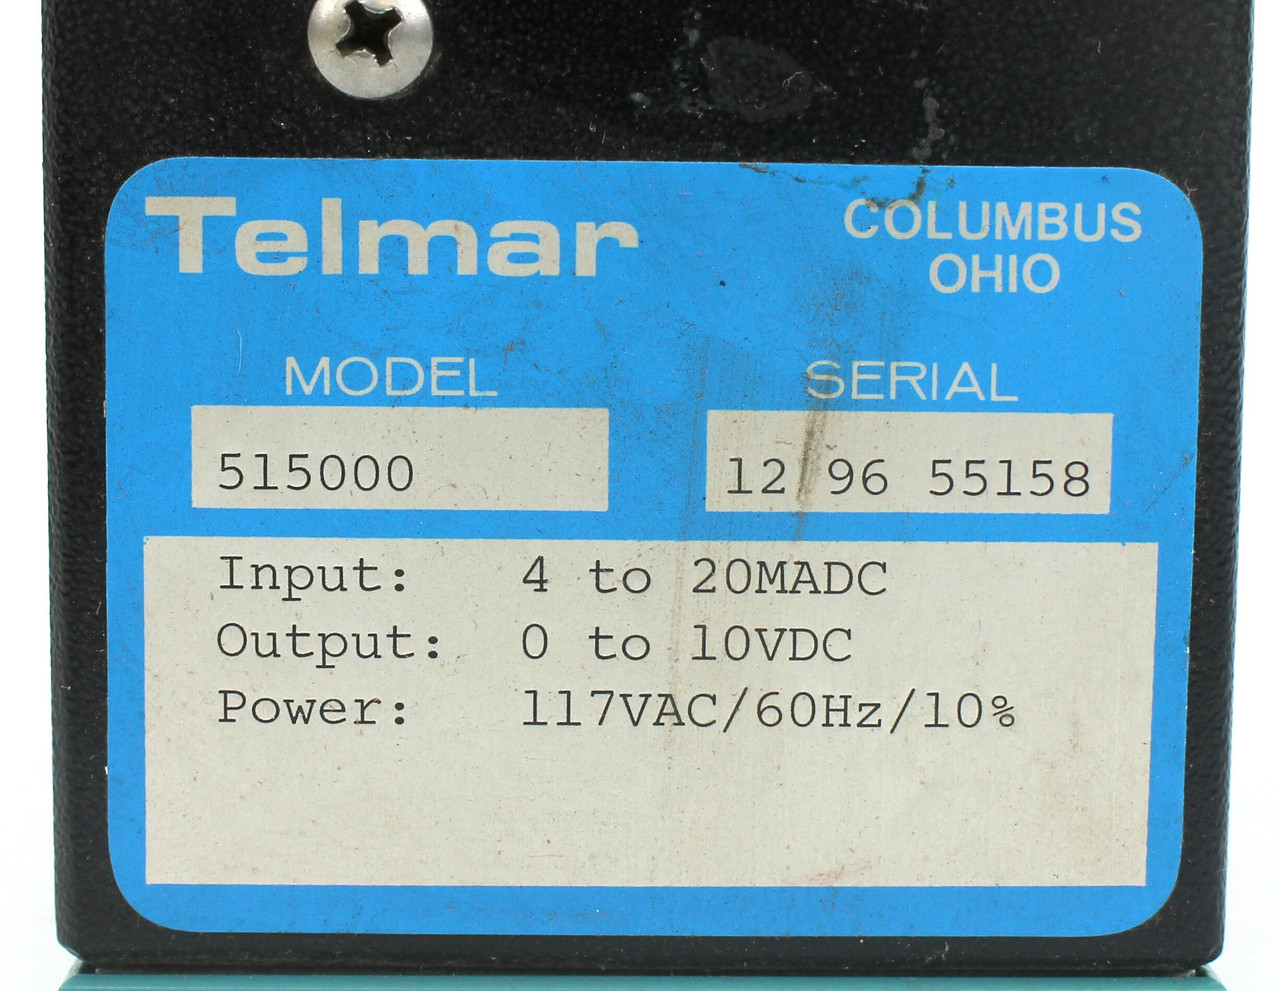 Telmar
COLUMBUS
OHIO
MODEL
SERIAL
515000
12 96 55158
Input: 4 to 20MADC
Output: 0 to 10VDC
Power: 117VAC/60Hz/10%